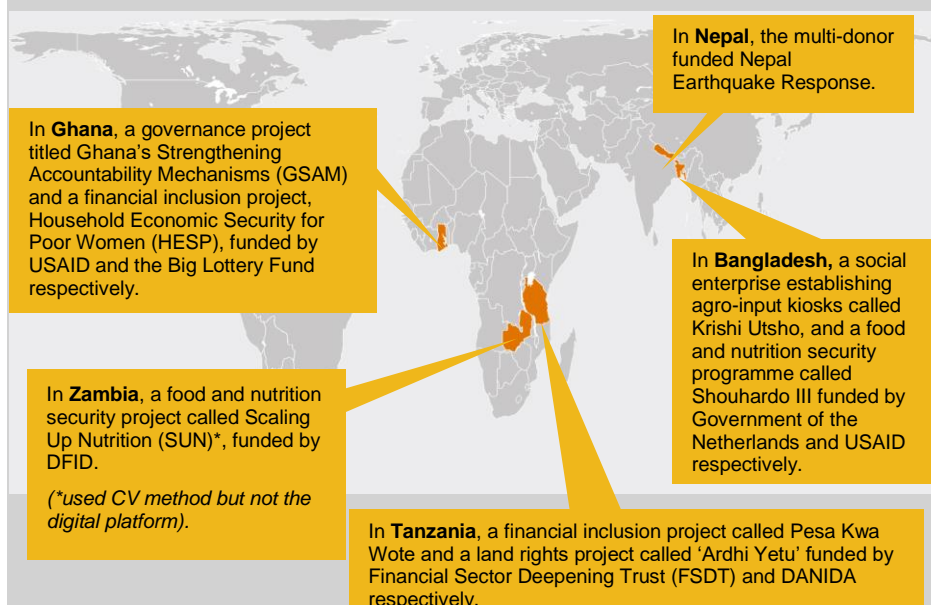 In Nepal, the multi-donor
funded Nepal
Earthquake Response.
In Ghana, a governance project
titled Ghana's Strengthening
Accountability Mechanisms (GSAM)
and a financial inclusion project,
Household Economic Security for
Poor Women (HESP), funded by
USAID and the Big Lottery Fund
respectively.
In Bangladesh, a social
enterprise establishing
agro-input kiosks called
Krishi Utsho, and a food
and nutrition security
programme called
Shouhardo III funded by
Government of the
Netherlands and USAID
respectively.
In Zambia, a food and nutrition
security project called Scaling
Up Nutrition (SUN)*, funded by
DFID.
(*used CV method but not the
digital platform).
In Tanzania, a financial inclusion project called Pesa Kwa
Wote and a land rights project called ‘Ardhi Yetu’ funded by
Financial Sector Deepening Trust (FSDT) and DANIDA
respectively.